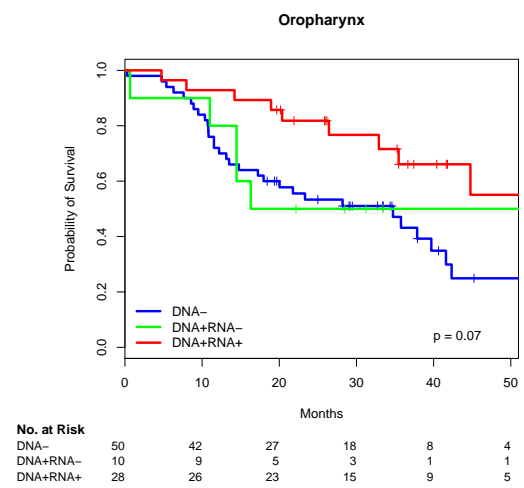 Oropharynx
Probability of Survival
1.0
0.8
0.6
0.4
0.2
0.0
DNA−
DNA+RNA−
DNA+RNA+
p = 0.07
0 10 20 30 40 50
Months
No. at Risk
DNA− 50 42 27 18 8 4
DNA+RNA− 10 9 5 3 1 1
DNA+RNA+ 28 26 23 15 9 5